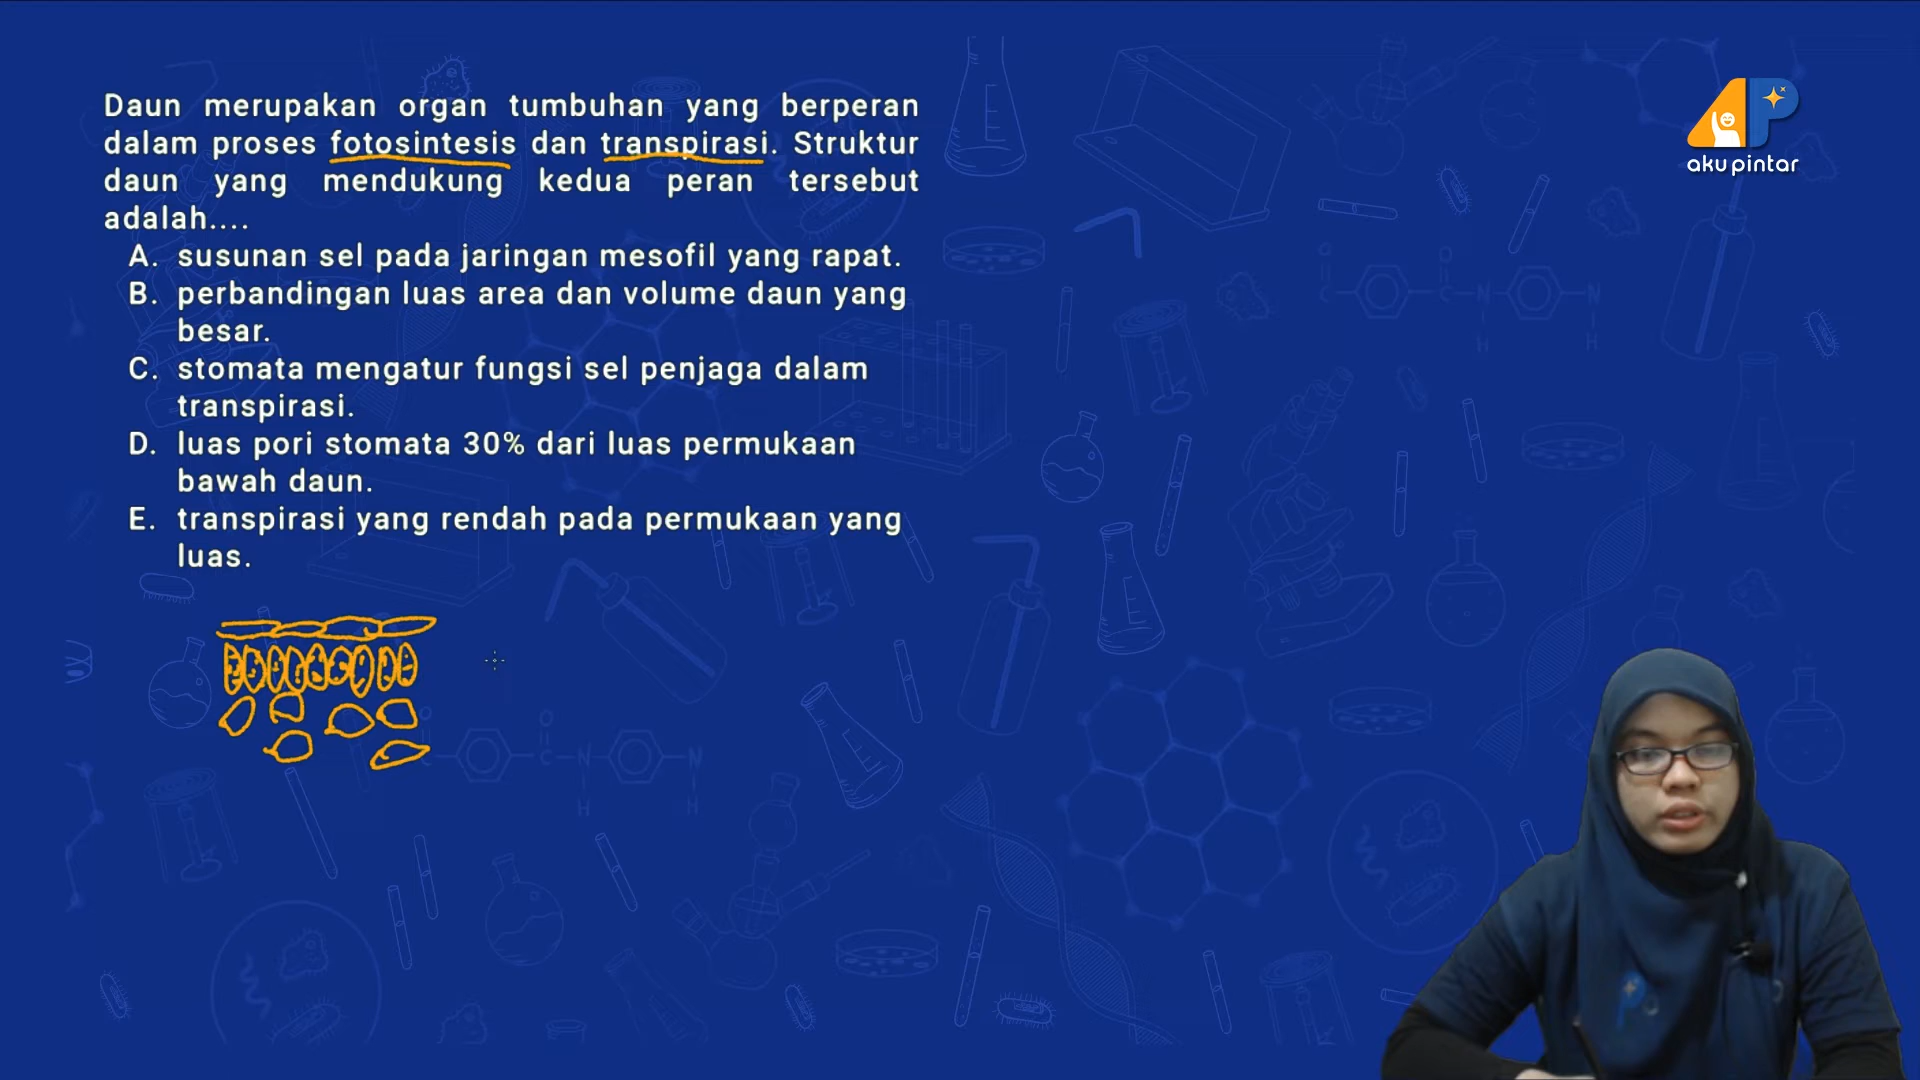 Daun merupakan organ tumbuhan yang berperan
dalam proses fotosintesis dan transpirasi. Struktur
daun yang mendukung kedua peran tersebut
adalah....
A. susunan sel pada jaringan mesofil yang rapat.
B. perbandingan luas area dan volume daun yang
besar.
C. stomata mengatur fungsi sel penjaga dalam
transpirasi.
D. luas pori stomata 30% dari luas permukaan
bawah daun.
E. transpirasi yang rendah pada permukaan yang
luas.
AP
aku pintar